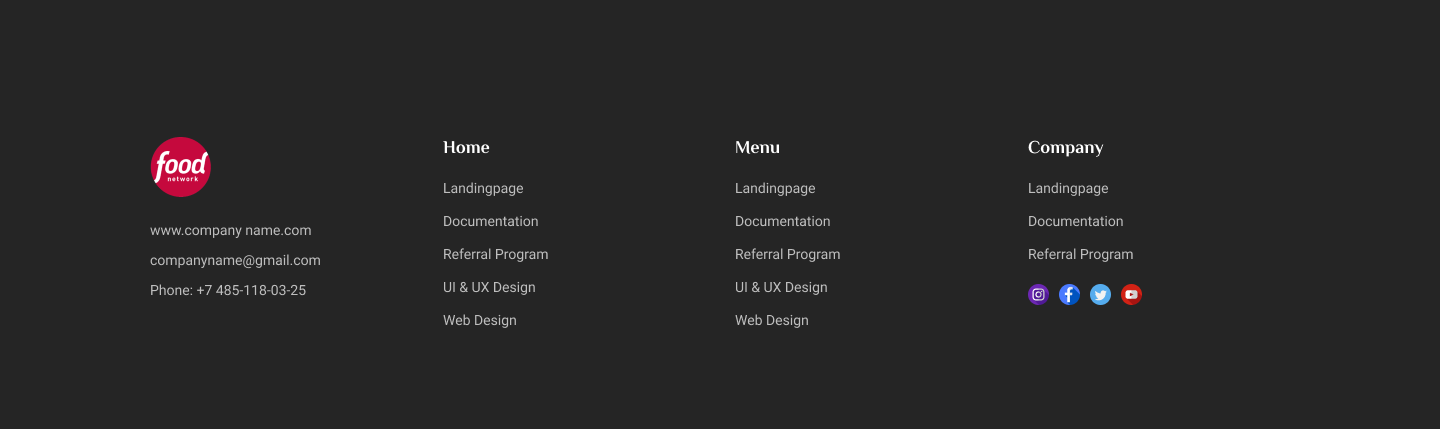 food
network
www.company name.com
companyname@gmail.com
Phone: +7 485-118-03-25
Home
Landingpage
Documentation
Referral Program
UI & UX Design
Web Design
Menu
Landingpage
Documentation
Referral Program
UI & UX Design
Web Design
Company
Landingpage
Documentation
Referral Program